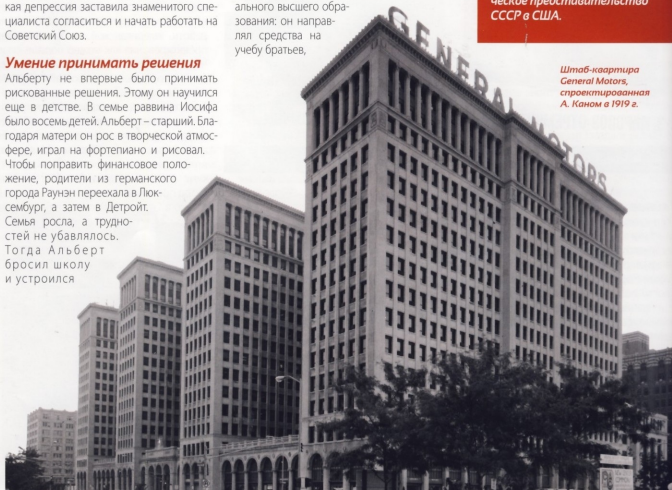 кая депрессия заставила знаменитого спе-
циалиста согласиться и начать работать на
Советский Союз.
Умение принимать решения
Альберту не впервые было принимать
рискованные решения. Этому он научился
еще в детстве. В семье раввина Иосифа
было восемь детей. Альберт – старший. Бла-
годаря матери он рос в творческой атмос-
фере, играл на фортепиано и рисовал.
Чтобы поправить финансовое поло-
жение, родители из германского
города Раунэн переехала в Люк-
сембург, а затем в Детройт.
Семья росла, а трудно-
стей не убавлялось.
Тогда Альберт
бросил школу
и устроился
ального высшего обра-
зования: он направ-
лял средства на
учебу братьев,
ческое представительство
СССР в США.
Штаб-квартира
General Motors,
спроектированная
А. Каном в 1919 г.
GENERAL MOTORS